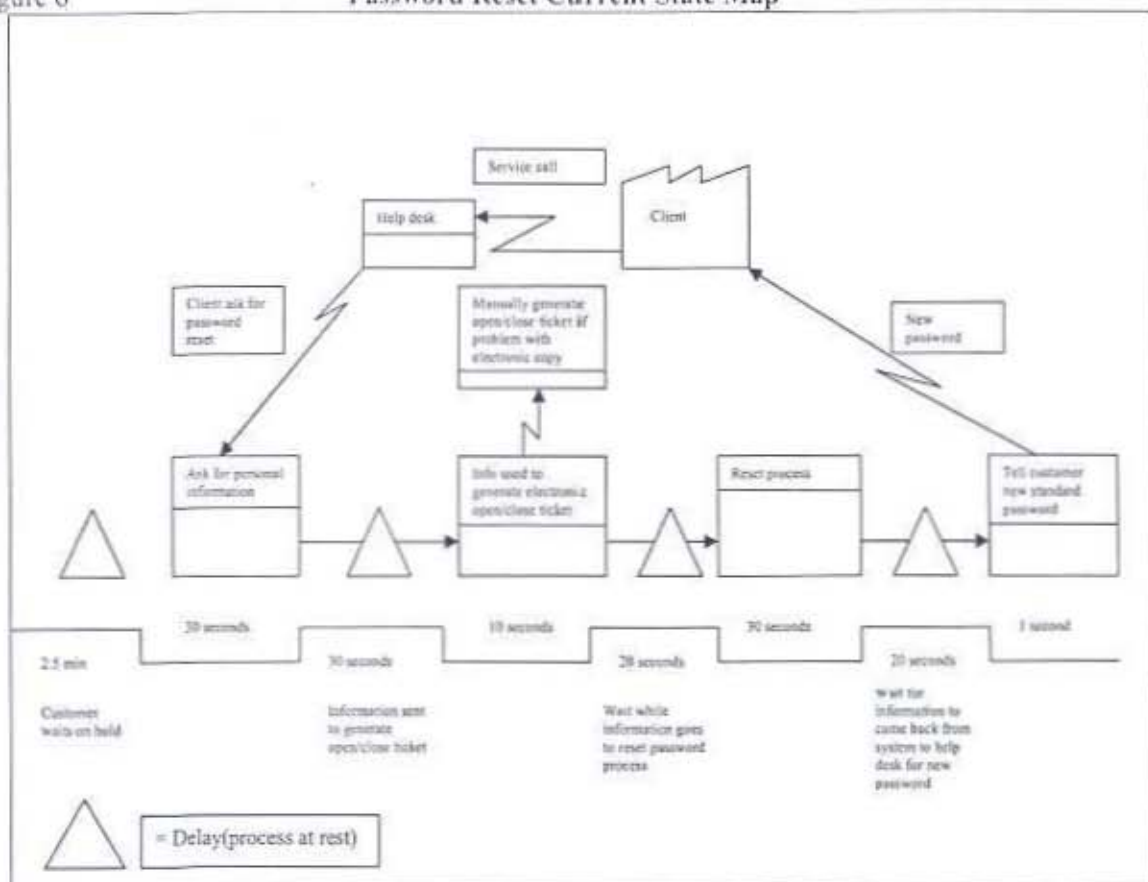 Password Reset Current State Map
Service call
Help desk
Client
Client ask for
password
reset
Manually generate
open/close ticket if
problem with
electronic copy
New
password
Ask for personal
information
Info used to
generate electronic
open/close ticket
Reset process
Tell customer
new standard
password
10 seconds
30 seconds
1 second
2.5 min
30 seconds
28 seconds
20 seconds
Customer
waits on hold
Information sent
to generate
open/close ticket
Wait while
information goes
to reset password
process
Wait for
information to
come back from
system to help
desk for new
password
= Delay(process at rest)